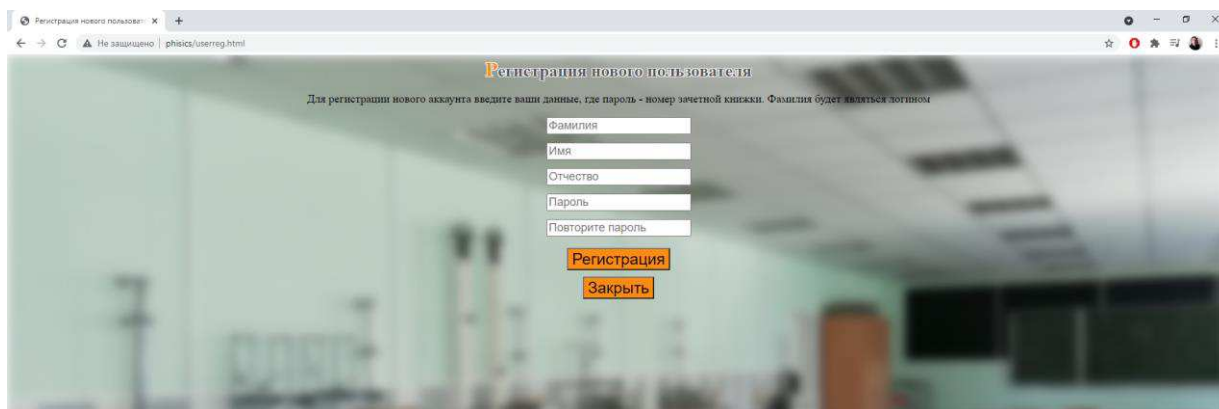 Регистрация нового пользоват
Не защищено phisics/userreg.html
Регистрация нового пользователя
Для регистрации нового аккаунта введите ваши данные, где пароль - номер зачетной книжки. Фамилия будет являться логином
Фамилия
Имя
Отчество
Пароль
Повторите пароль
Регистрация
Закрыть